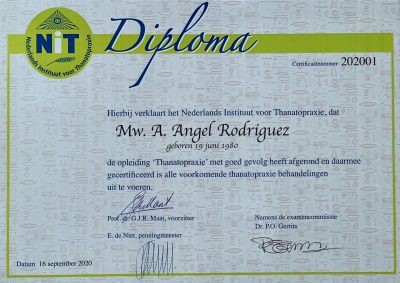 Nederlands Instituut voor Thanatopraxie
NiT
Diploma
Certificaatnummer 202001
Hierbij verklaart het Nederlands Instituut voor Thanatopraxie, dat
Mw. A. Angel Rodriguez
geboren 19 juni 1980
de opleiding 'Thanatopraxie' met goed gevolg heeft afgerond en daarmee
gecertificeerd is alle voorkomende thanatopraxie behandelingen
uit te voeren.
Prof. dr. G.J.R. Maat, voorzitter
Namens de examencommissie
Dr. P.O. Gerrits
E. de Niet, penningmeester
Datum 16 september 2020